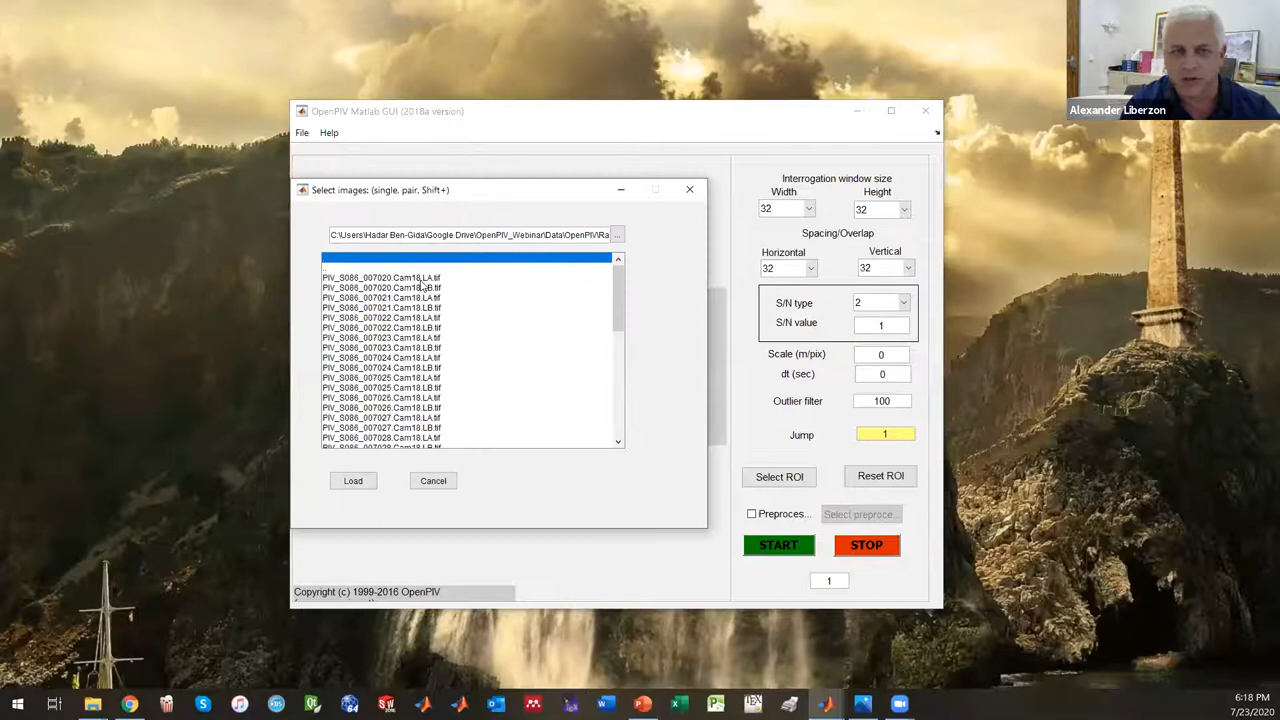 Alexander Liberzon
OpenPIV Matlab GUI (2018a version)
File Help
Select images: (single, pair, Shift+)
C:\Users\Hadar Ben-Gida\Google Drive\OpenPIV_Webinar\Data\OpenPIV\Ra
...
..
PIV_S086_007020.Cam18.LA.tif
PIV_S086_007020.Cam18.LB.tif
PIV_S086_007021.Cam18.LA.tif
PIV_S086_007021.Cam18.LB.tif
PIV_S086_007022.Cam18.LA.tif
PIV_S086_007022.Cam18.LB.tif
PIV_S086_007023.Cam18.LA.tif
PIV_S086_007023.Cam18.LB.tif
PIV_S086_007024.Cam18.LA.tif
PIV_S086_007024.Cam18.LB.tif
PIV_S086_007025.Cam18.LA.tif
PIV_S086_007025.Cam18.LB.tif
PIV_S086_007026.Cam18.LA.tif
PIV_S086_007026.Cam18.LB.tif
PIV_S086_007027.Cam18.LA.tif
PIV_S086_007027.Cam18.LB.tif
PIV_S086_007028.Cam18.LA.tif
PIV_S086_007028.Cam18.LB.tif
Load Cancel
Interrogation window size
Width Height
32 32
Spacing/Overlap
Horizontal Vertical
32 32
S/N type 2
S/N value 1
Scale (m/pix) 0
dt (sec) 0
Outlier filter 100
Jump 1
Select ROI Reset ROI
Preproces... Select preproce...
START STOP
1
Copyright (c) 1999-2016 OpenPIV
6:18 PM
7/23/2020